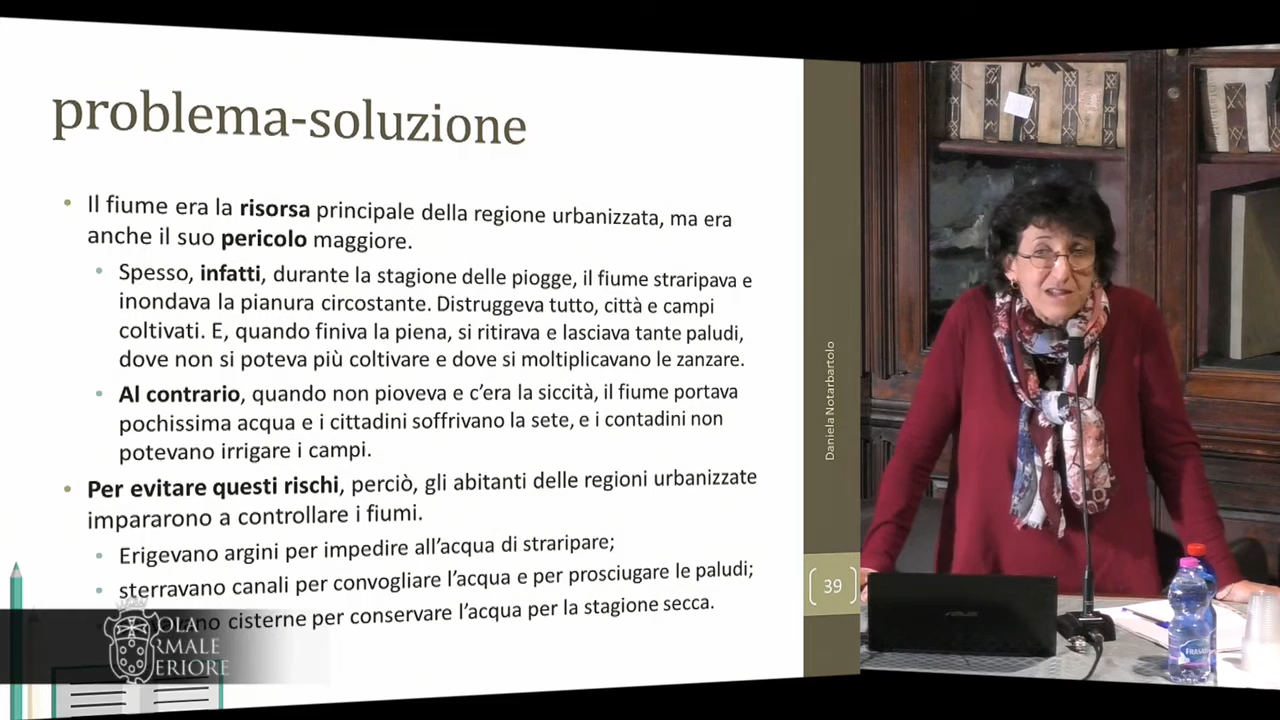 problema-soluzione
Il fiume era la risorsa principale della regione urbanizzata, ma era
anche il suo pericolo maggiore.
Spesso, infatti, durante la stagione delle piogge, il fiume straripava e
inondava la pianura circostante. Distruggeva tutto, città e campi
coltivati. E, quando finiva la piena, si ritirava e lasciava tante paludi,
dove non si poteva più coltivare e dove si moltiplicavano le zanzare.
Al contrario, quando non pioveva e c'era la siccità, il fiume portava
pochissima acqua e i cittadini soffrivano la sete, e i contadini non
potevano irrigare i campi.
Per evitare questi rischi, perciò, gli abitanti delle regioni urbanizzate
impararono a controllare i fiumi.
Erigevano argini per impedire all'acqua di straripare;
sterravano canali per convogliare l'acqua e per prosciugare le paludi;
cisterne per conservare l'acqua per la stagione secca.
Daniela Notarbartolo
39
OLA
RMALE
ERIORE
ASUS